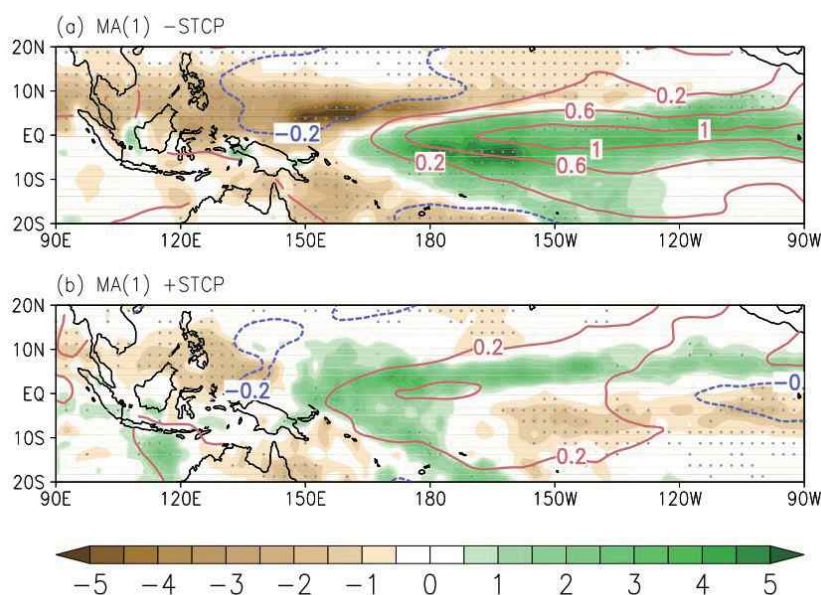 (a) MA(1) −STCP
20N
10N
EQ
10S
20S
−0.2
0.2
0.6
1
1
0.2
0.6
90E 120E 150E 180 150W 120W 90W
(b) MA(1) +STCP
20N
10N
EQ
10S
20S
0.2
−0.2
−0.
0.2
90E 120E 150E 180 150W 120W 90W
−5 −4 −3 −2 −1 0 1 2 3 4 5